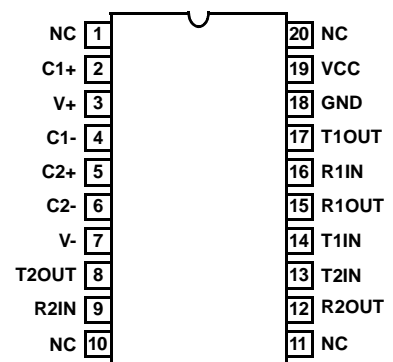 NC 1 20 NC
C1+ 2 19 VCC
V+ 3 18 GND
C1- 4 17 T1OUT
C2+ 5 16 R1IN
C2- 6 15 R1OUT
V- 7 14 T1IN
T2OUT 8 13 T2IN
R2IN 9 12 R2OUT
NC 10 11 NC